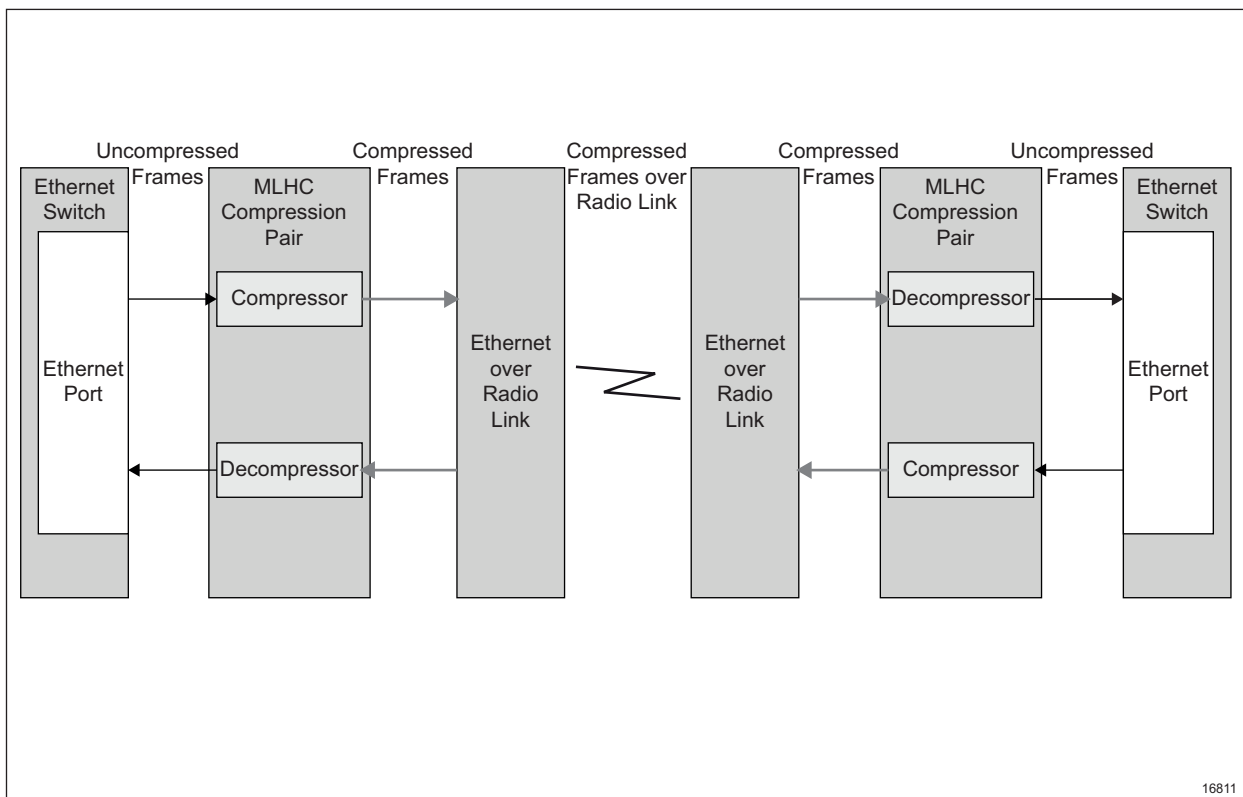 Uncompressed
Frames
Compressed
Frames
Compressed
Frames over
Radio Link
Compressed
Frames
Uncompressed
Frames
Ethernet
Switch
MLHC
Compression
Pair
MLHC
Compression
Pair
Ethernet
Switch
Compressor
Decompressor
Ethernet
Port
Ethernet
over
Radio
Link
Ethernet
over
Radio
Link
Ethernet
Port
Decompressor
Compressor
16811